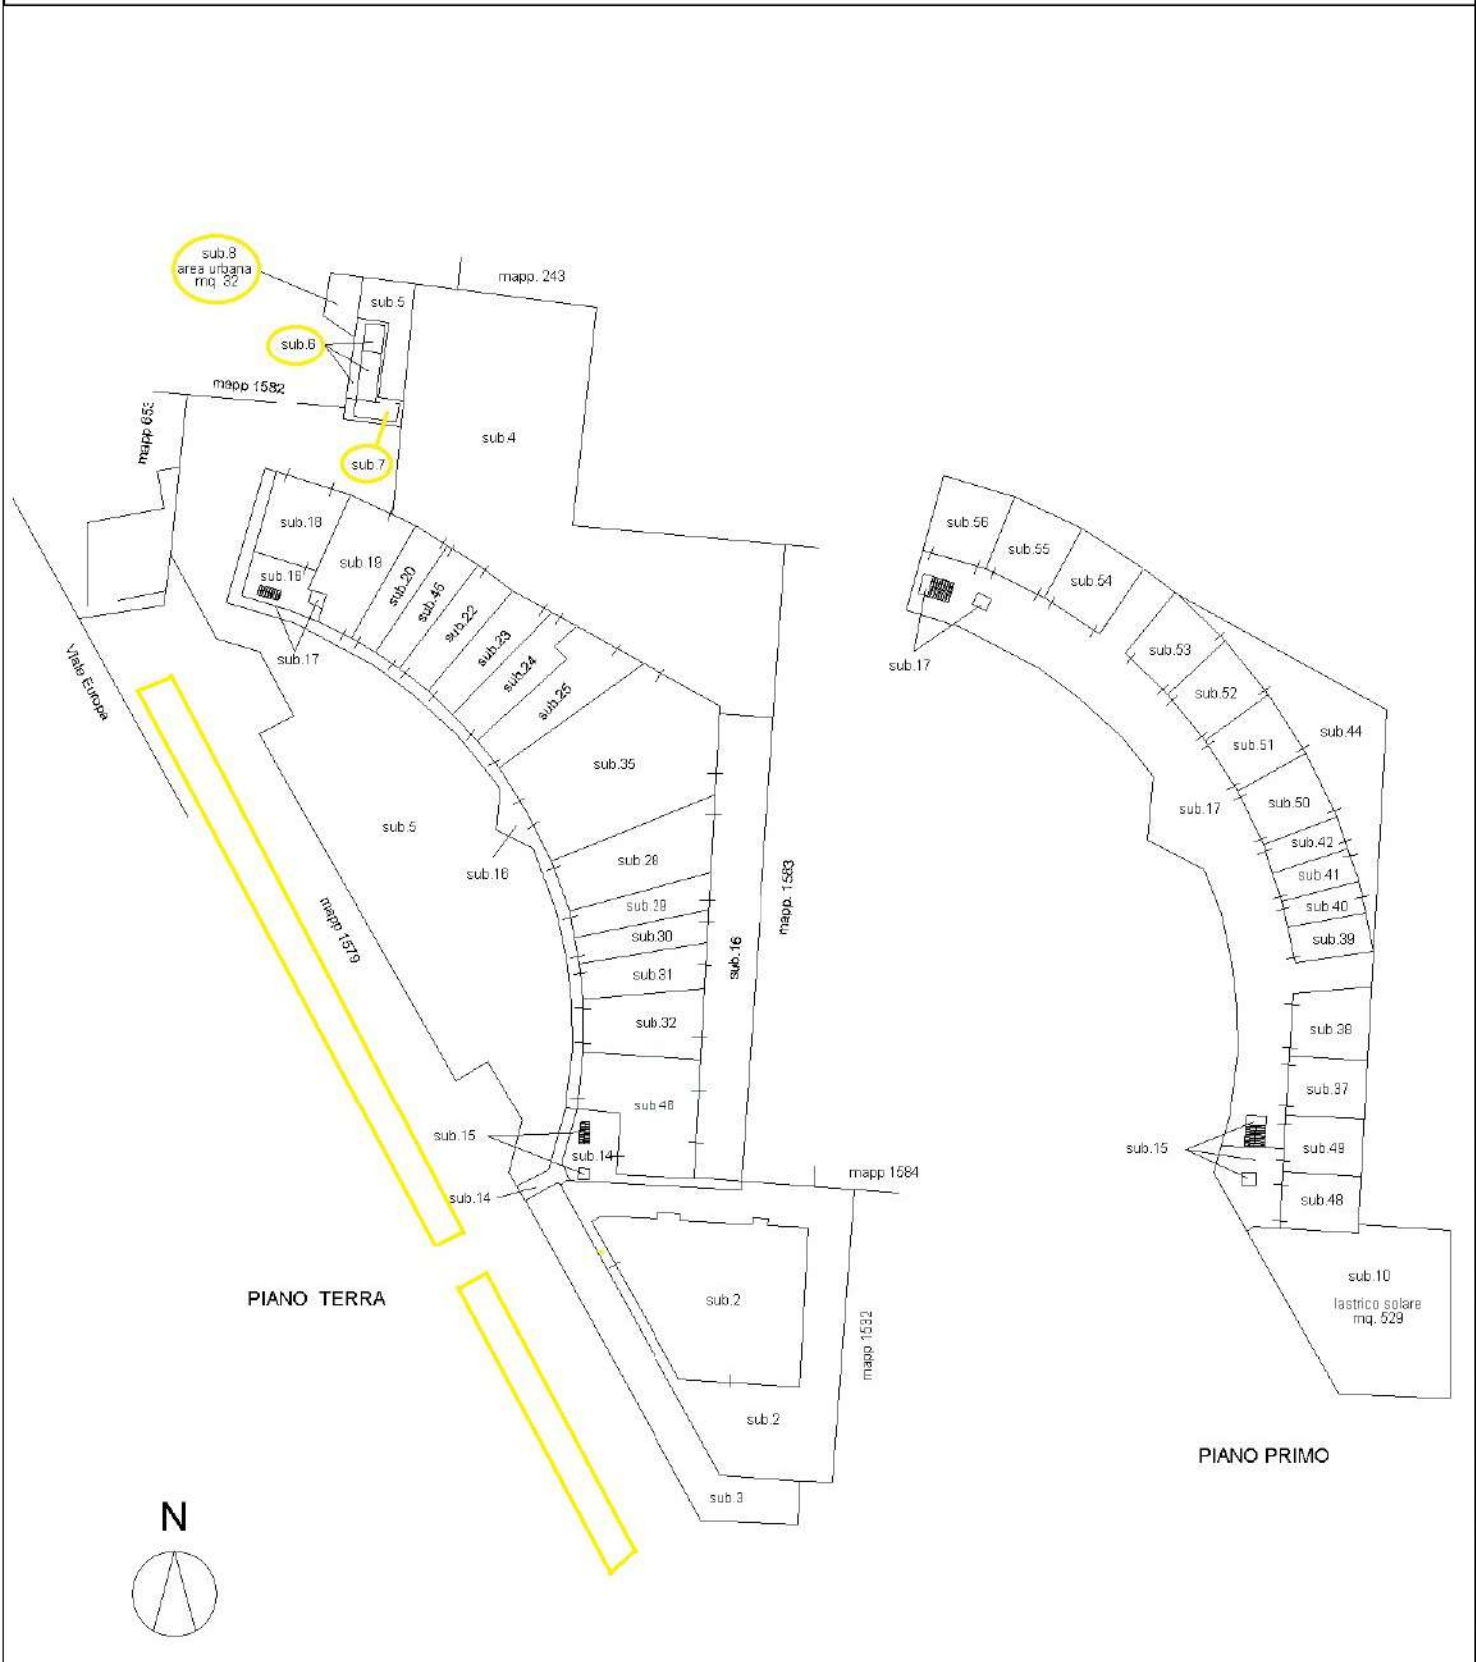 sub.8
area urbana
mq. 32
mapp. 243
sub.5
sub.6
mapp 1582
mapp 653
sub.4
sub.7
sub.18
sub.19
sub.16
sub.20
sub.45
sub.22
sub.23
sub.24
sub.25
sub.17
Viale Europa
sub.35
sub.5
sub.16
sub.28
sub.29
sub.30
sub.31
sub.32
mapp 1579
sub.16
mapp. 1583
sub.46
sub.15
sub.14
sub.14
mapp 1584
PIANO TERRA
sub.2
mapp 1532
sub.2
sub.3
N
sub.56
sub.55
sub.54
sub.17
sub.53
sub.52
sub.51
sub.44
sub.50
sub.17
sub.42
sub.41
sub.40
sub.39
sub.38
sub.37
sub.15
sub.49
sub.48
sub.10
lastrico solare
mq. 529
PIANO PRIMO